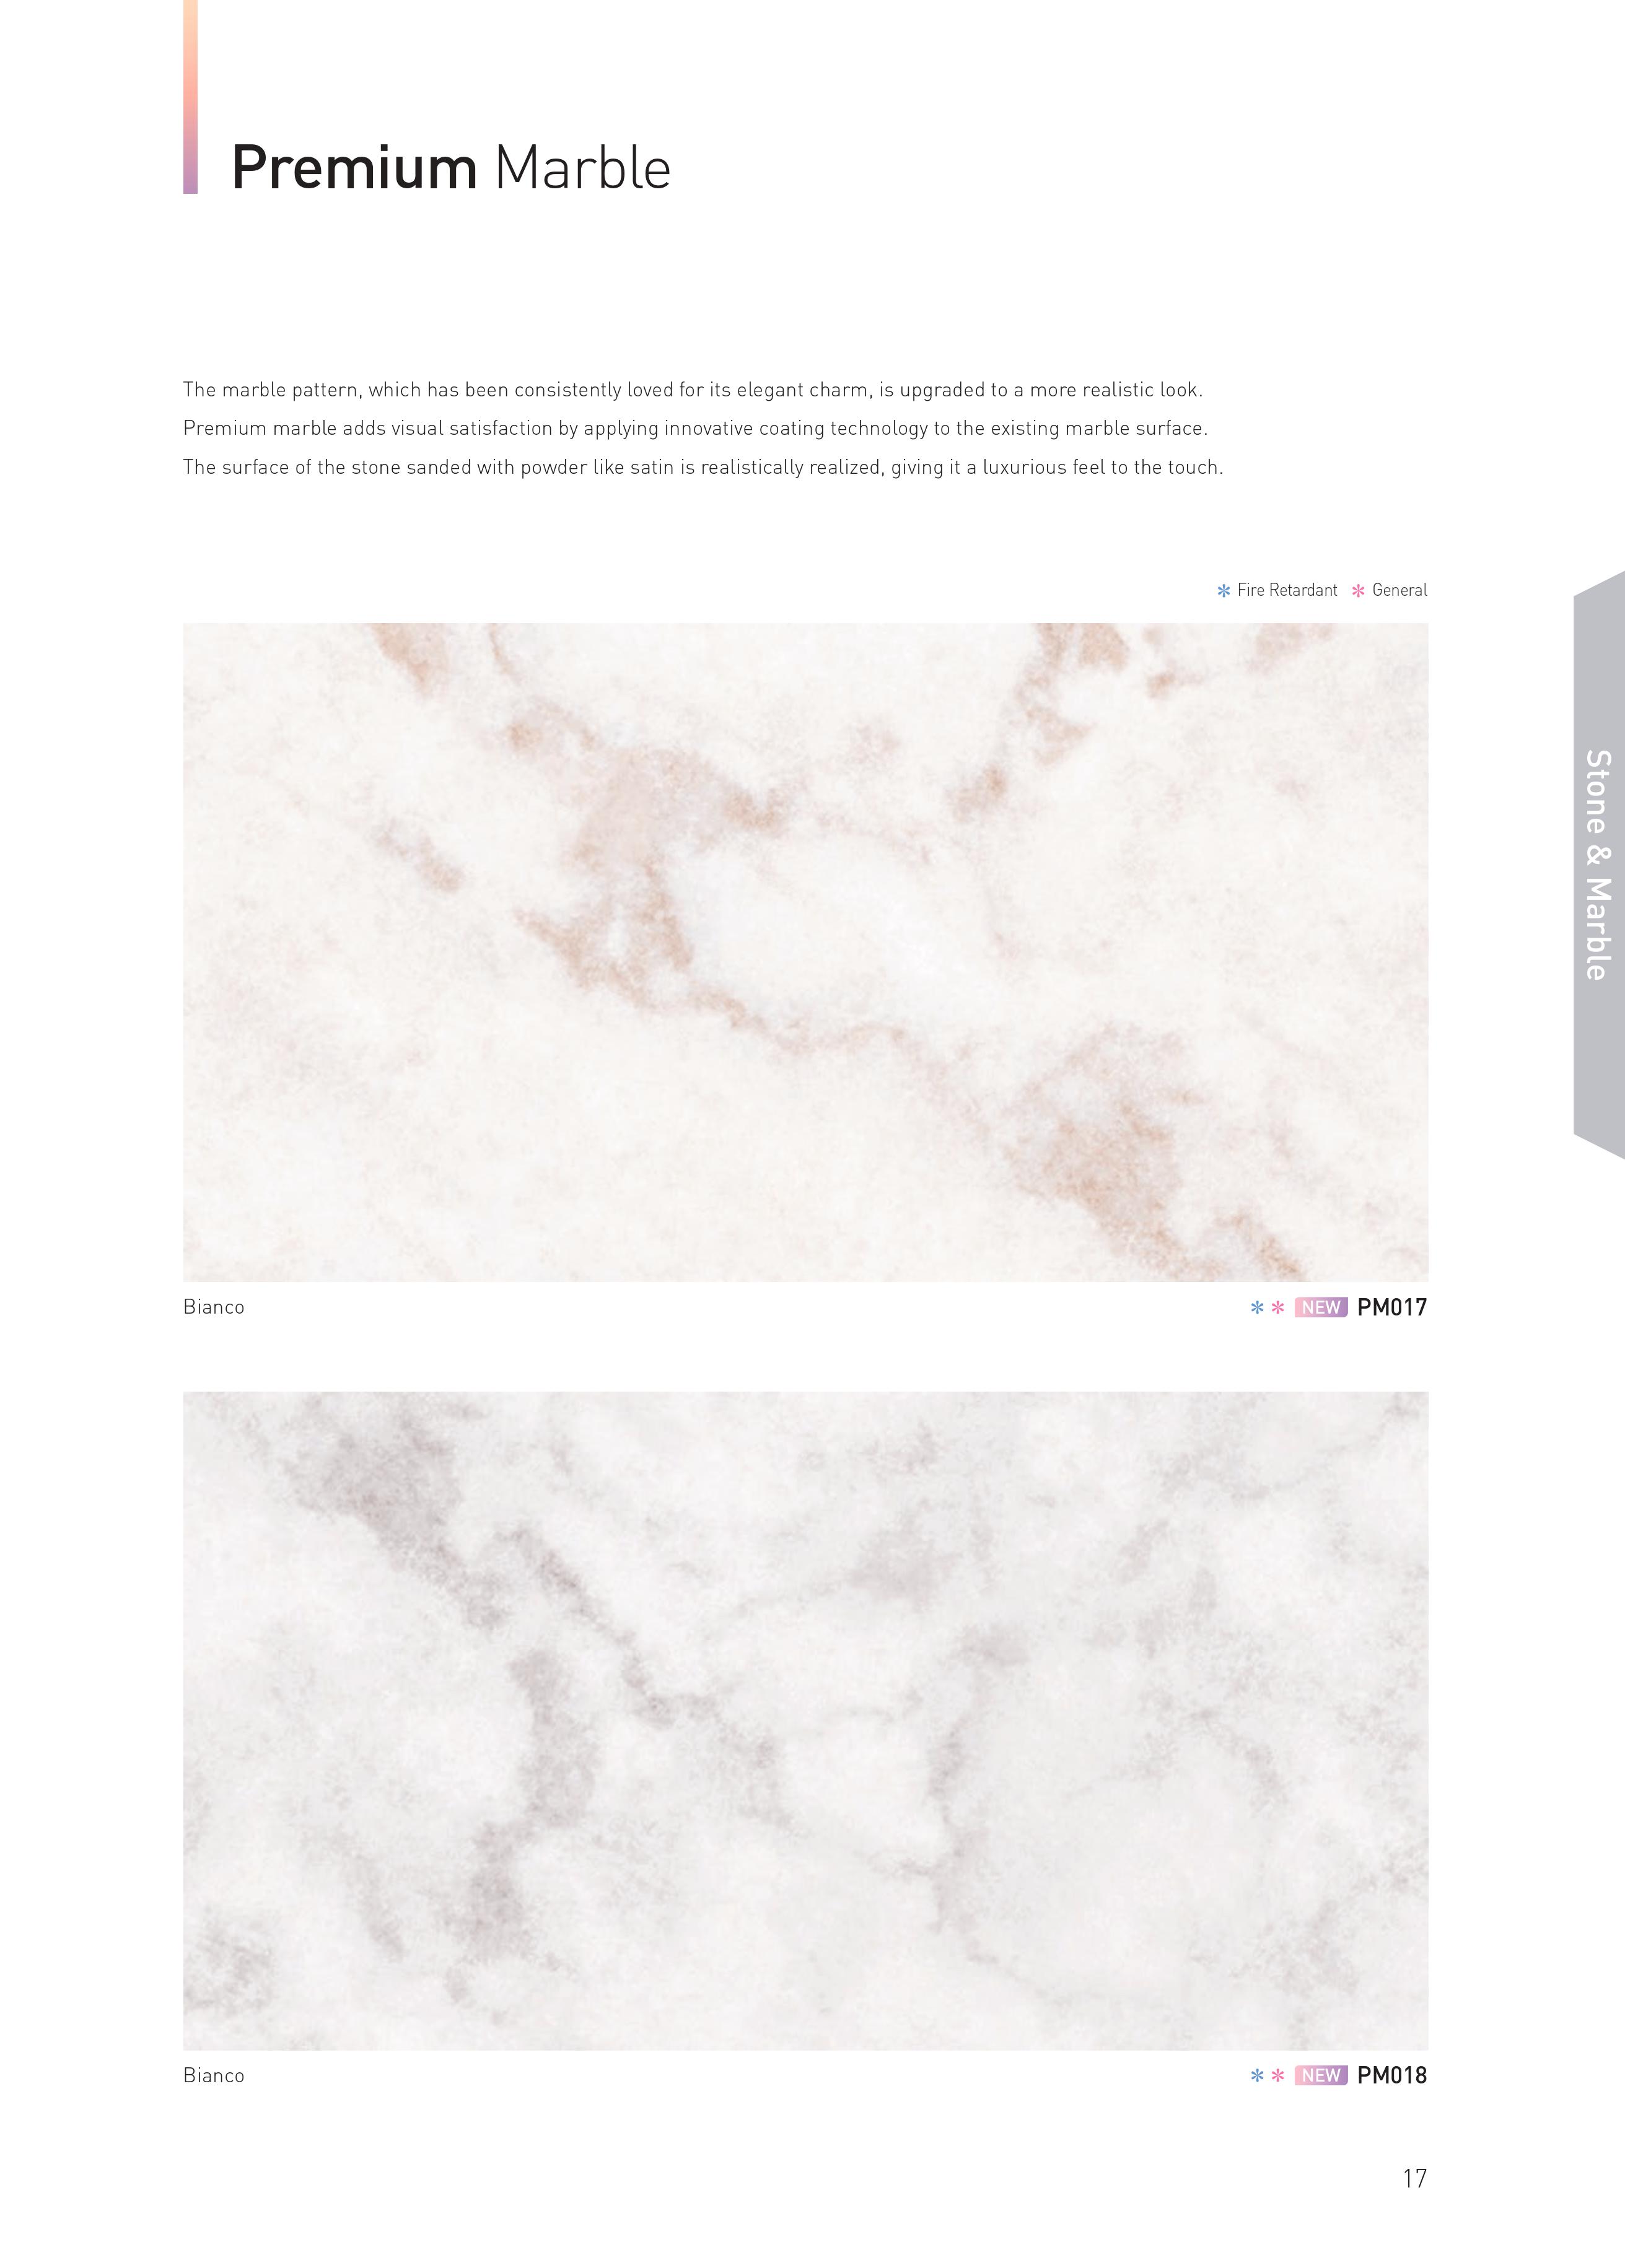 Premium Marble
The marble pattern, which has been consistently loved for its elegant charm, is upgraded to a more realistic look.
Premium marble adds visual satisfaction by applying innovative coating technology to the existing marble surface.
The surface of the stone sanded with powder like satin is realistically realized, giving it a luxurious feel to the touch.
* Fire Retardant * General
Stone & Marble
Bianco
* * NEW PM017
Bianco
* * NEW PM018
17